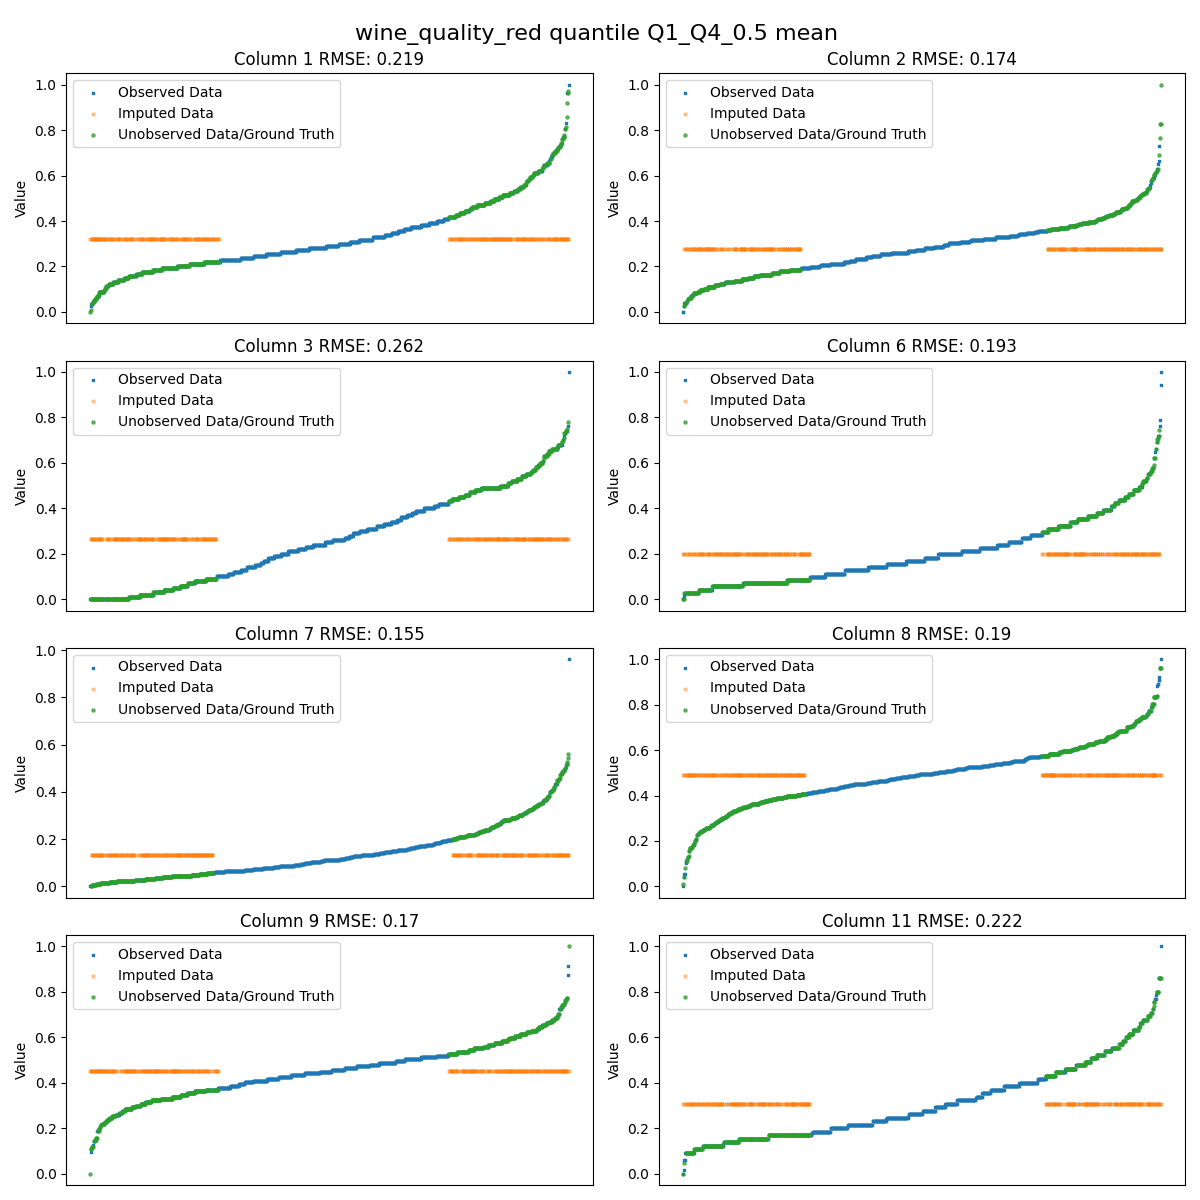 wine_quality_red quantile Q1_Q4_0.5 mean
Column 1 RMSE: 0.219
1.0
0.8
0.6
0.4
0.2
0.0
Value
Observed Data
Imputed Data
Unobserved Data/Ground Truth
Column 2 RMSE: 0.174
1.0
0.8
0.6
0.4
0.2
0.0
Value
Observed Data
Imputed Data
Unobserved Data/Ground Truth
Column 3 RMSE: 0.262
1.0
0.8
0.6
0.4
0.2
0.0
Value
Observed Data
Imputed Data
Unobserved Data/Ground Truth
Column 6 RMSE: 0.193
1.0
0.8
0.6
0.4
0.2
0.0
Value
Observed Data
Imputed Data
Unobserved Data/Ground Truth
Column 7 RMSE: 0.155
1.0
0.8
0.6
0.4
0.2
0.0
Value
Observed Data
Imputed Data
Unobserved Data/Ground Truth
Column 8 RMSE: 0.19
1.0
0.8
0.6
0.4
0.2
0.0
Value
Observed Data
Imputed Data
Unobserved Data/Ground Truth
Column 9 RMSE: 0.17
1.0
0.8
0.6
0.4
0.2
0.0
Value
Observed Data
Imputed Data
Unobserved Data/Ground Truth
Column 11 RMSE: 0.222
1.0
0.8
0.6
0.4
0.2
0.0
Value
Observed Data
Imputed Data
Unobserved Data/Ground Truth